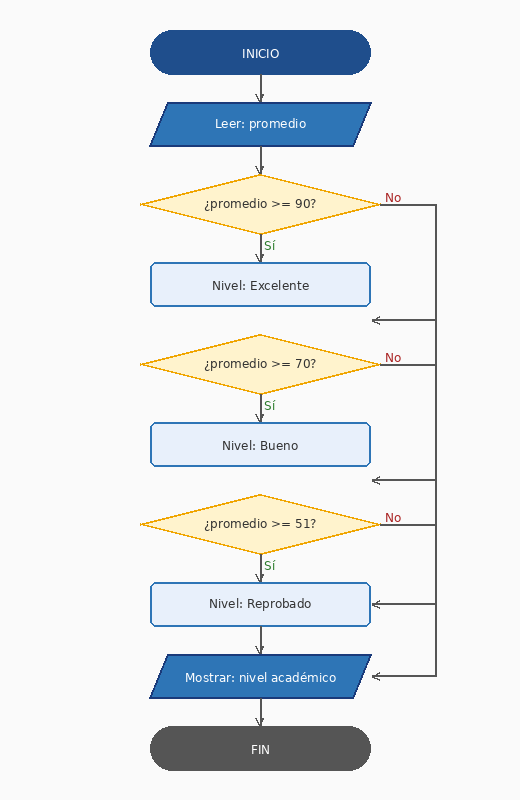 INICIO
Leer: promedio
¿promedio >= 90?
No
Sí
Nivel: Excelente
¿promedio >= 70?
No
Sí
Nivel: Bueno
¿promedio >= 51?
No
Sí
Nivel: Reprobado
Mostrar: nivel académico
FIN